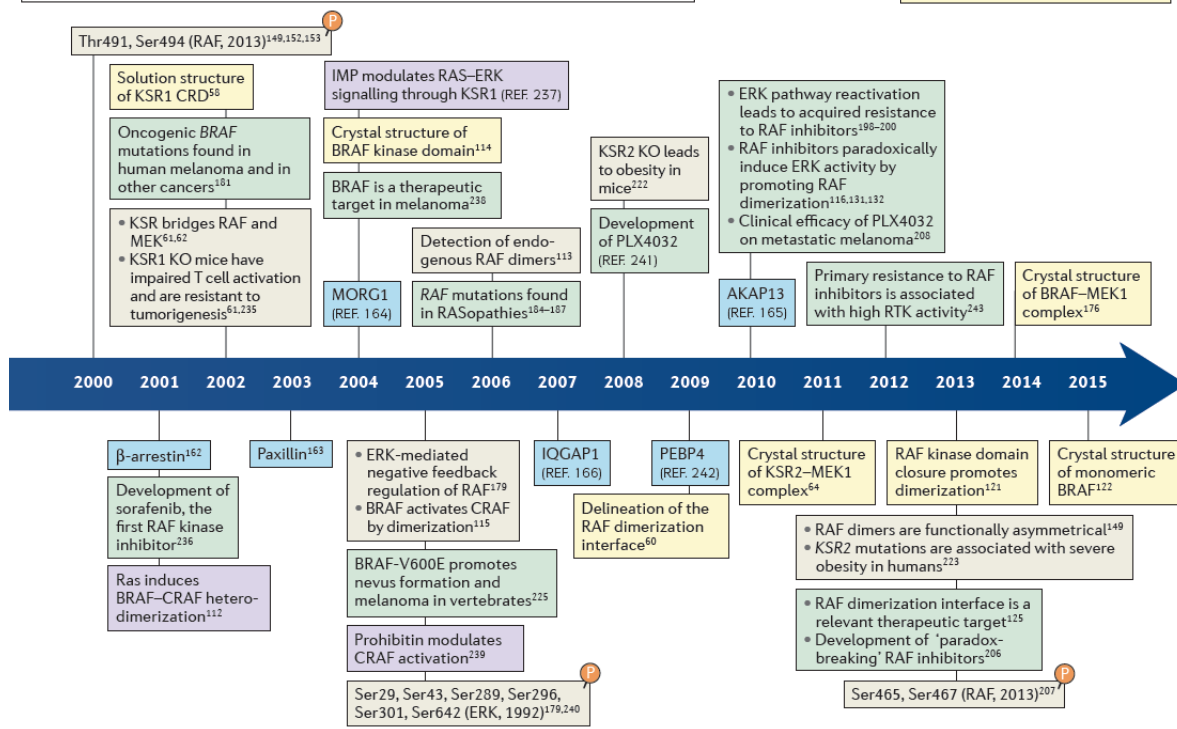 P
Thr491, Ser494 (RAF, 2013)149,152,153
Solution structure
of KSR1 CRD58
Oncogenic BRAF
mutations found in
human melanoma and in
other cancers181
• KSR bridges RAF and
MEK61,62
• KSR1 KO mice have
impaired T cell activation
and are resistant to
tumorigenesis61,235
IMP modulates RAS–ERK
signalling through KSR1 (REF. 237)
Crystal structure of
BRAF kinase domain114
BRAF is a therapeutic
target in melanoma238
MORG1
(REF. 164)
Detection of endo-
genous RAF dimers113
RAF mutations found
in RASopathies184–187
KSR2 KO leads
to obesity in
mice222
Development
of PLX4032
(REF. 241)
• ERK pathway reactivation
leads to acquired resistance
to RAF inhibitors198–200
• RAF inhibitors paradoxically
induce ERK activity by
promoting RAF
dimerization116,131,132
• Clinical efficacy of PLX4032
on metastatic melanoma208
AKAP13
(REF. 165)
Primary resistance to RAF
inhibitors is associated
with high RTK activity243
Crystal structure
of BRAF–MEK1
complex176
2000 2001 2002 2003 2004 2005 2006 2007 2008 2009 2010 2011 2012 2013 2014 2015
β-arrestin162
Development of
sorafenib, the
first RAF kinase
inhibitor236
Ras induces
BRAF–CRAF hetero-
dimerization112
Paxillin163
• ERK-mediated
negative feedback
regulation of RAF179
• BRAF activates CRAF
by dimerization115
BRAF-V600E promotes
nevus formation and
melanoma in vertebrates225
Prohibitin modulates
CRAF activation239
P
Ser29, Ser43, Ser289, Ser296,
Ser301, Ser642 (ERK, 1992)179,240
IQGAP1
(REF. 166)
PEBP4
(REF. 242)
Delineation of the
RAF dimerization
interface60
Crystal structure
of KSR2–MEK1
complex64
RAF kinase domain
closure promotes
dimerization121
Crystal structure
of monomeric
BRAF122
• RAF dimers are functionally asymmetrical149
• KSR2 mutations are associated with severe
obesity in humans223
• RAF dimerization interface is a
relevant therapeutic target125
• Development of ‘paradox-
breaking’ RAF inhibitors206
P
Ser465, Ser467 (RAF, 2013)207